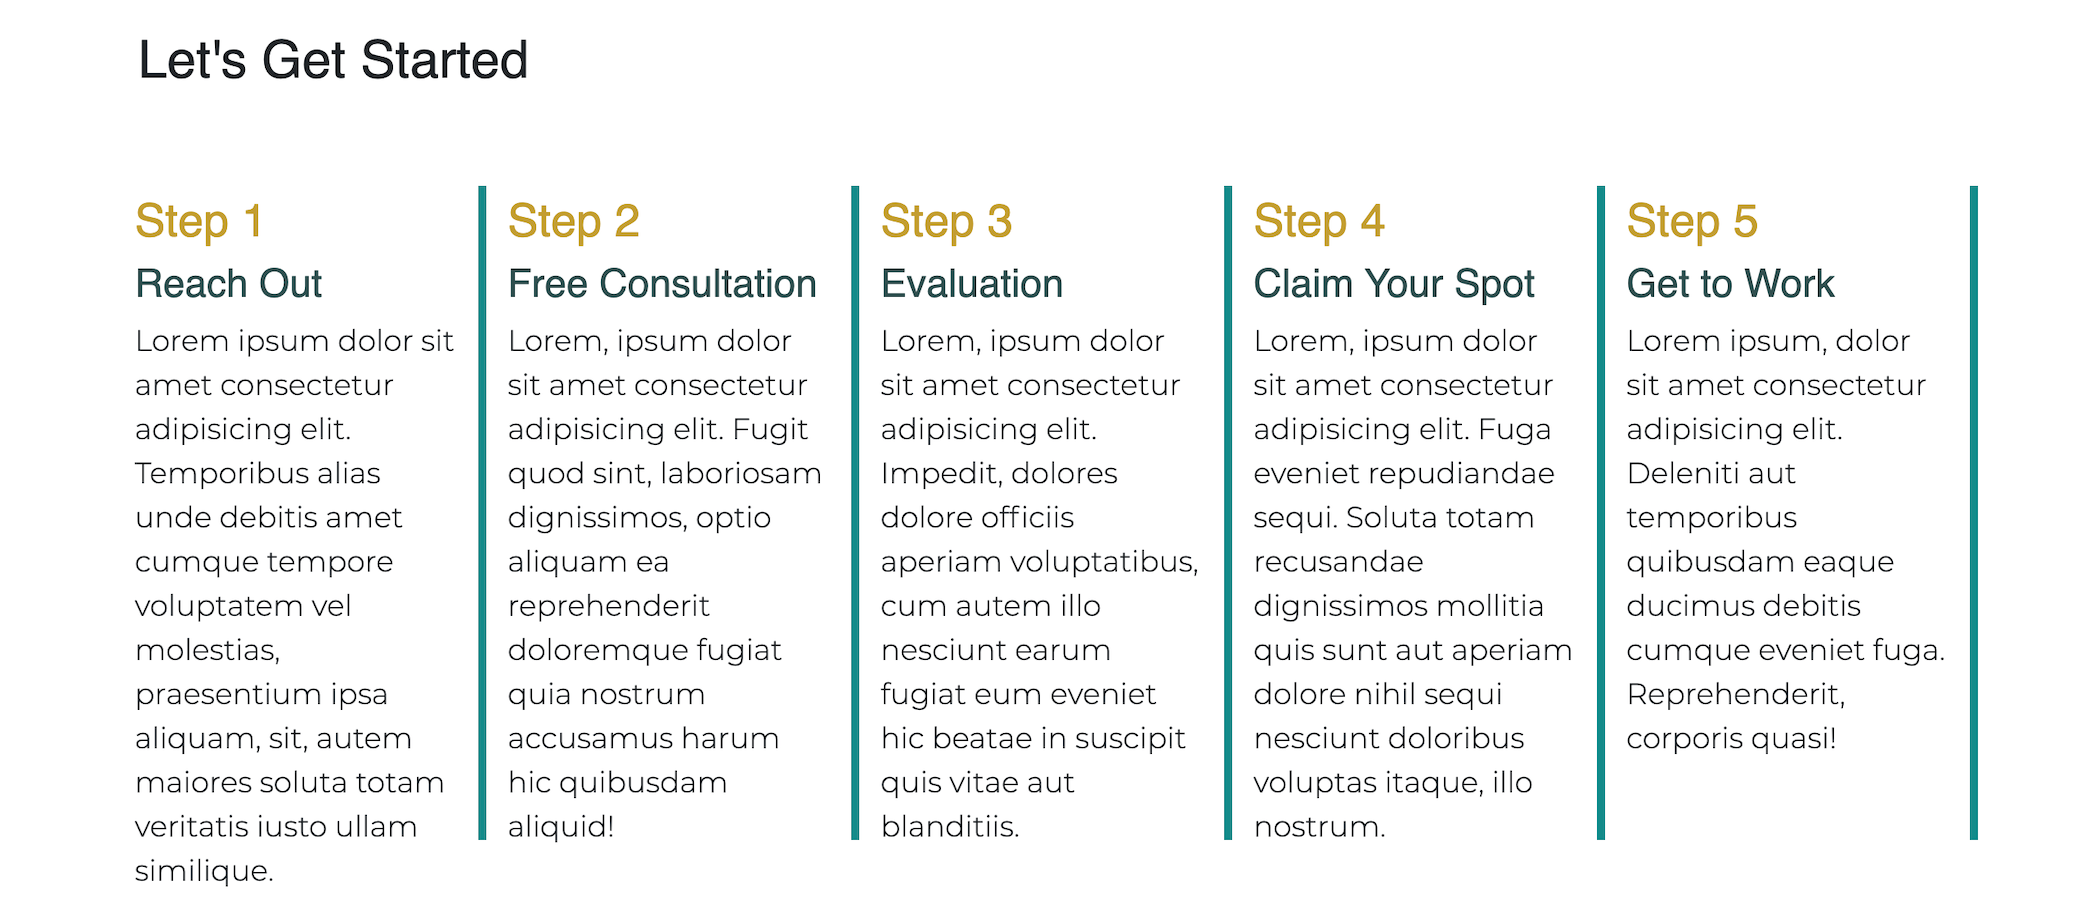 Let's Get Started
Step 1
Reach Out
Lorem ipsum dolor sit
amet consectetur
adipisicing elit.
Temporibus alias
unde debitis amet
cumque tempore
voluptatem vel
molestias,
praesentium ipsa
aliquam, sit, autem
maiores soluta totam
veritatis iusto ullam
similique.
Step 2
Free Consultation
Lorem, ipsum dolor
sit amet consectetur
adipisicing elit. Fugit
quod sint, laboriosam
dignissimos, optio
aliquam ea
reprehenderit
doloremque fugiat
quia nostrum
accusamus harum
hic quibusdam
aliquid!
Step 3
Evaluation
Lorem, ipsum dolor
sit amet consectetur
adipisicing elit.
Impedit, dolores
dolore officiis
aperiam voluptatibus,
cum autem illo
nesciunt earum
fugiat eum eveniet
hic beatae in suscipit
quis vitae aut
blanditiis.
Step 4
Claim Your Spot
Lorem, ipsum dolor
sit amet consectetur
adipisicing elit. Fuga
eveniet repudiandae
sequi. Soluta totam
recusandae
dignissimos mollitia
quis sunt aut aperiam
dolore nihil sequi
nesciunt doloribus
voluptas itaque, illo
nostrum.
Step 5
Get to Work
Lorem ipsum, dolor
sit amet consectetur
adipisicing elit.
Deleniti aut
temporibus
quibusdam eaque
ducimus debitis
cumque eveniet fuga.
Reprehenderit,
corporis quasi!